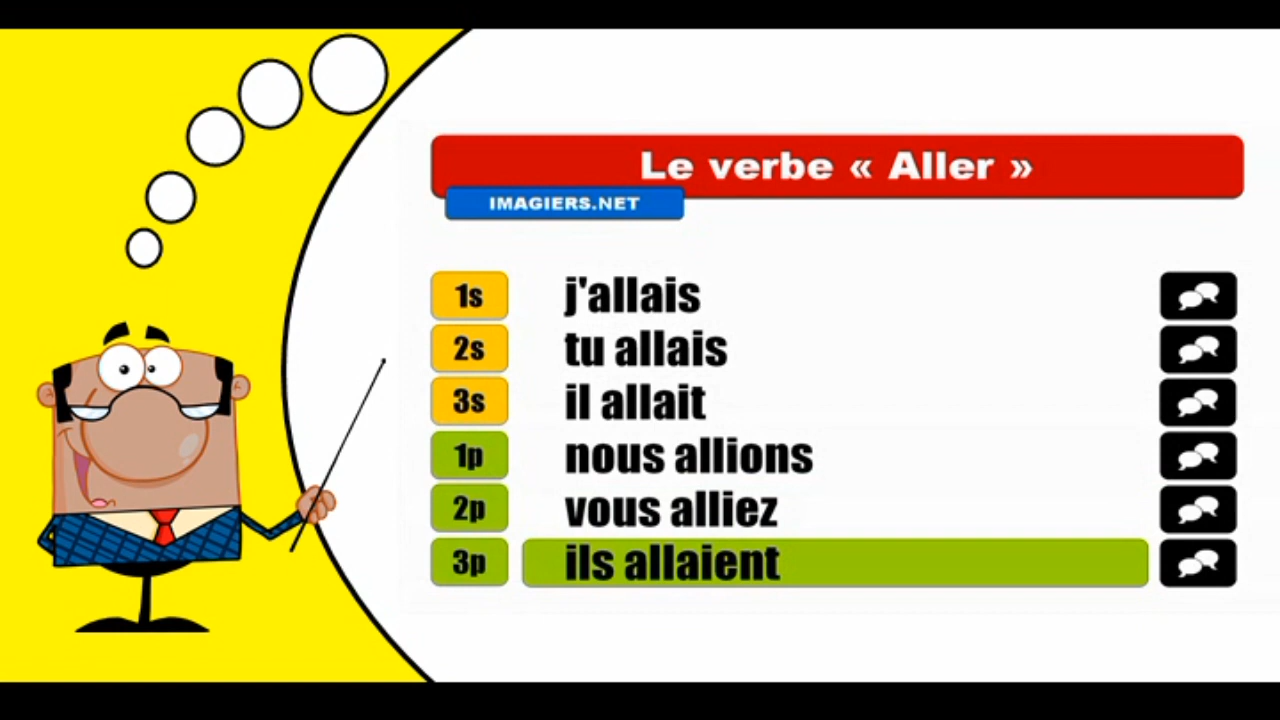 Le verbe « Aller »
IMAGIERS.NET
1s j'allais
2s tu allais
3s il allait
1p nous allions
2p vous alliez
3p ils allaient